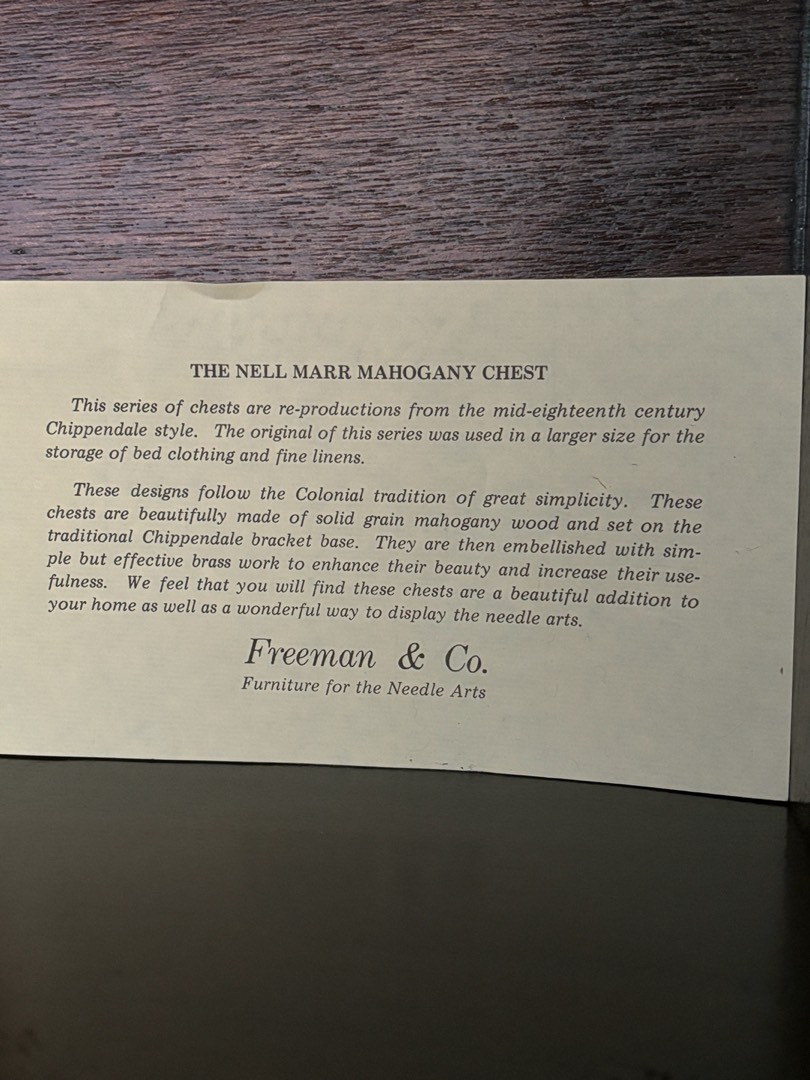 THE NELL MARR MAHOGANY CHEST
This series of chests are re-productions from the mid-eighteenth century
Chippendale style. The original of this series was used in a larger size for the
storage of bed clothing and fine linens.
These designs follow the Colonial tradition of great simplicity. These
chests are beautifully made of solid grain mahogany wood and set on the
traditional Chippendale bracket base. They are then embellished with sim-
ple but effective brass work to enhance their beauty and increase their use-
fulness. We feel that you will find these chests are a beautiful addition to
your home as well as a wonderful way to display the needle arts.
Freeman & Co.
Furniture for the Needle Arts